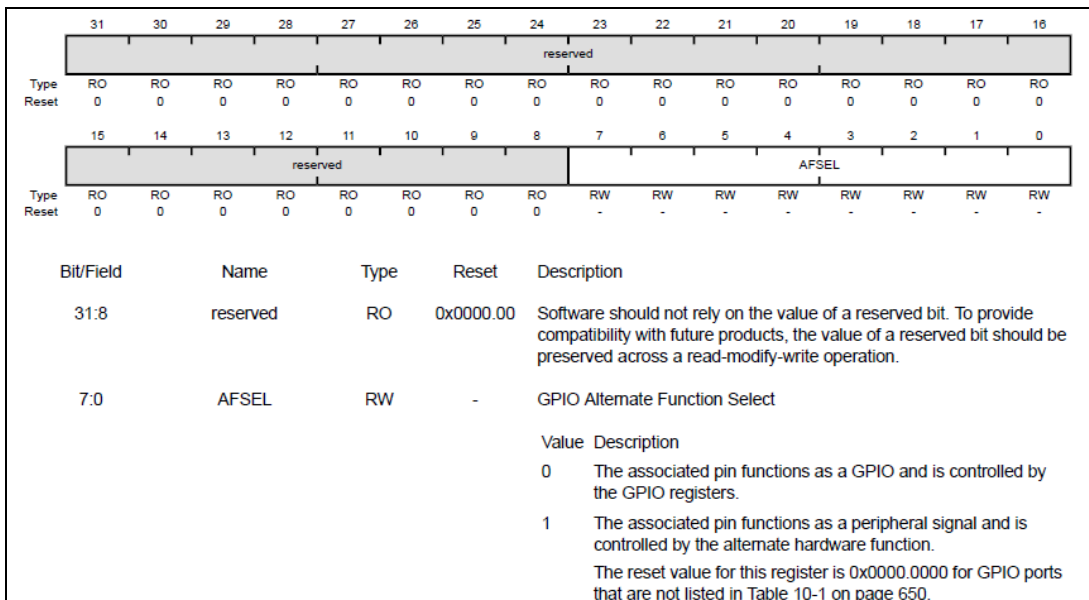 31 30 29 28 27 26 25 24 23 22 21 20 19 18 17 16
reserved
Type RO RO RO RO RO RO RO RO RO RO RO RO RO RO RO RO
Reset 0 0 0 0 0 0 0 0 0 0 0 0 0 0 0 0
15 14 13 12 11 10 9 8 7 6 5 4 3 2 1 0
reserved AFSEL
Type RO RO RO RO RO RO RO RO RW RW RW RW RW RW RW RW
Reset 0 0 0 0 0 0 0 0 - - - - - - - -
Bit/Field Name Type Reset Description
31:8 reserved RO 0x0000.00 Software should not rely on the value of a reserved bit. To provide
compatibility with future products, the value of a reserved bit should be
preserved across a read-modify-write operation.
7:0 AFSEL RW - GPIO Alternate Function Select
Value Description
0 The associated pin functions as a GPIO and is controlled by
the GPIO registers.
1 The associated pin functions as a peripheral signal and is
controlled by the alternate hardware function.
The reset value for this register is 0x0000.0000 for GPIO ports
that are not listed in Table 10-1 on page 650.